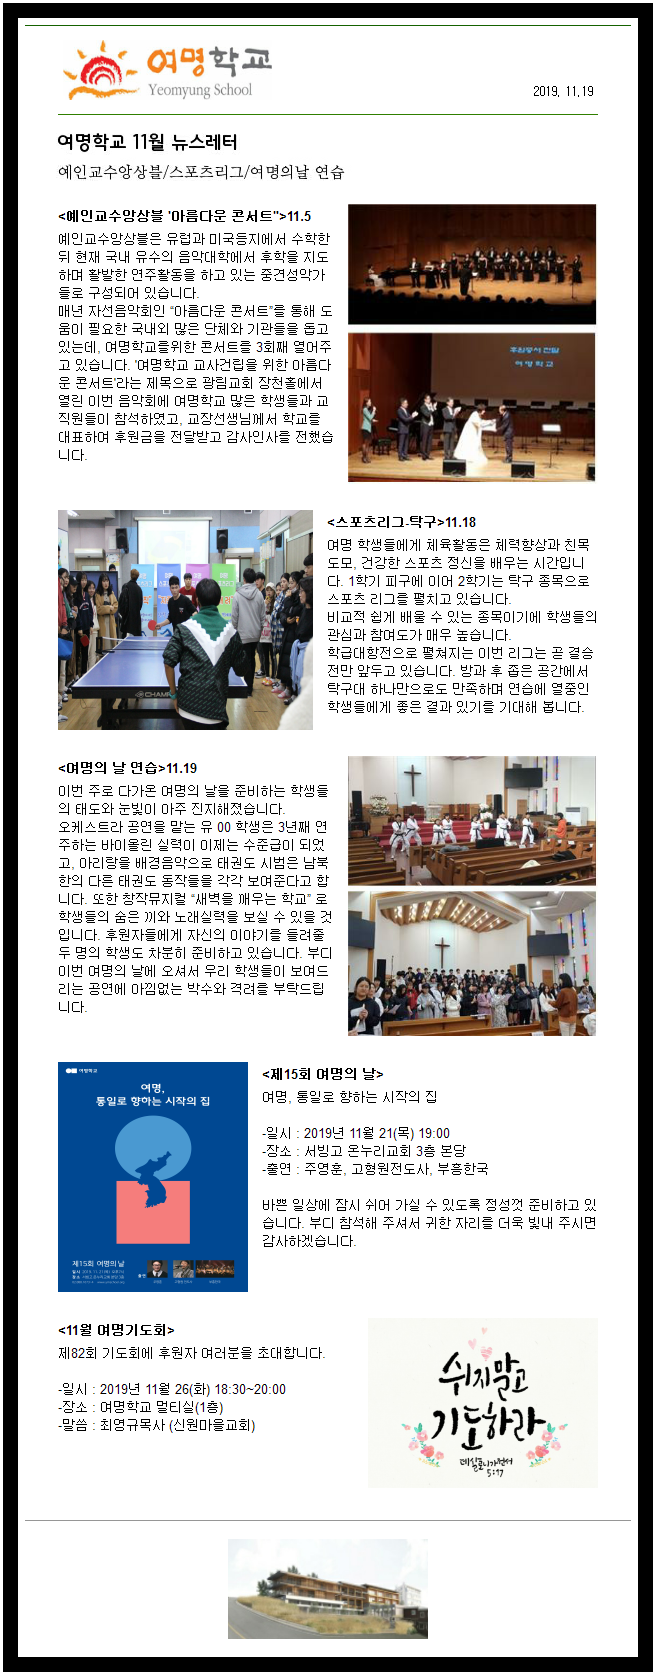 여명학교
Yeomyung School
2019. 11.19
여명학교 11월 뉴스레터
예인교수앙상블/스포츠리그/여명의날 연습
<예인교수앙상블 '아름다운 콘서트">11.5
예인교수앙상블은 유럽과 미국등지에서 수학한
뒤 현재 국내 유수의 음악대학에서 후학을 지도
하며 활발한 연주활동을 하고 있는 중견성악가
들로 구성되어 있습니다.
매년 자선음악회인 “아름다운 콘서트”를 통해 도
움이 필요한 국내외 많은 단체와 기관들을 돕고
있는데, 여명학교를위한 콘서트를 3회째 열어주
고 있습니다. '여명학교 교사건립을 위한 아름다
운 콘서트'라는 제목으로 광림교회 장천홀에서
열린 이번 음악회에 여명학교 많은 학생들과 교
직원들이 참석하였고, 교장선생님께서 학교를
대표하여 후원금을 전달받고 감사인사를 전했습
니다.
후원증서 전달
여 명 학 교
<스포츠리그-탁구>11.18
여명 학생들에게 체육활동은 체력향상과 친목
도모, 건강한 스포츠 정신을 배우는 시간입니
다. 1학기 피구에 이어 2학기는 탁구 종목으로
스포츠 리그를 펼치고 있습니다.
비교적 쉽게 배울 수 있는 종목이기에 학생들의
관심과 참여도가 매우 높습니다.
학급대항전으로 펼쳐지는 이번 리그는 곧 결승
전만 앞두고 있습니다. 방과 후 좁은 공간에서
탁구대 하나만으로도 만족하며 연습에 열중인
학생들에게 좋은 결과 있기를 기대해 봅니다.
<여명의 날 연습>11.19
이번 주로 다가온 여명의 날을 준비하는 학생들
의 태도와 눈빛이 아주 진지해졌습니다.
오케스트라 공연을 맡는 유 00 학생은 3년째 연
주하는 바이올린 실력이 이제는 수준급이 되었
고, 아리랑을 배경음악으로 태권도 시범은 남북
한의 다른 태권도 동작들을 각각 보여준다고 합
니다. 또한 창작뮤지컬 “새벽을 깨우는 학교” 로
학생들의 숨은 끼와 노래실력을 보실 수 있을 것
입니다. 후원자들에게 자신의 이야기를 들려줄
두 명의 학생도 차분히 준비하고 있습니다. 부디
이번 여명의 날에 오셔서 우리 학생들이 보여드
리는 공연에 아낌없는 박수와 격려를 부탁드립
니다.
여명학교
여명,
통일로 향하는 시작의 집
제15회 여명의 날
<제15회 여명의 날>
여명, 통일로 향하는 시작의 집
-일시 : 2019년 11월 21(목) 19:00
-장소 : 서빙고 온누리교회 3층 본당
-출연 : 주영훈, 고형원전도사, 부흥한국
바쁜 일상에 잠시 쉬어 가실 수 있도록 정성껏 준비하고 있
습니다. 부디 참석해 주셔서 귀한 자리를 더욱 빛내 주시면
감사하겠습니다.
<11월 여명기도회>
제82회 기도회에 후원자 여러분을 초대합니다.
-일시 : 2019년 11월 26(화) 18:30~20:00
-장소 : 여명학교 멀티실(1층)
-말씀 : 최영규목사 (신원마을교회)
쉬지말고
기도하라
데살로니가전서
5:17